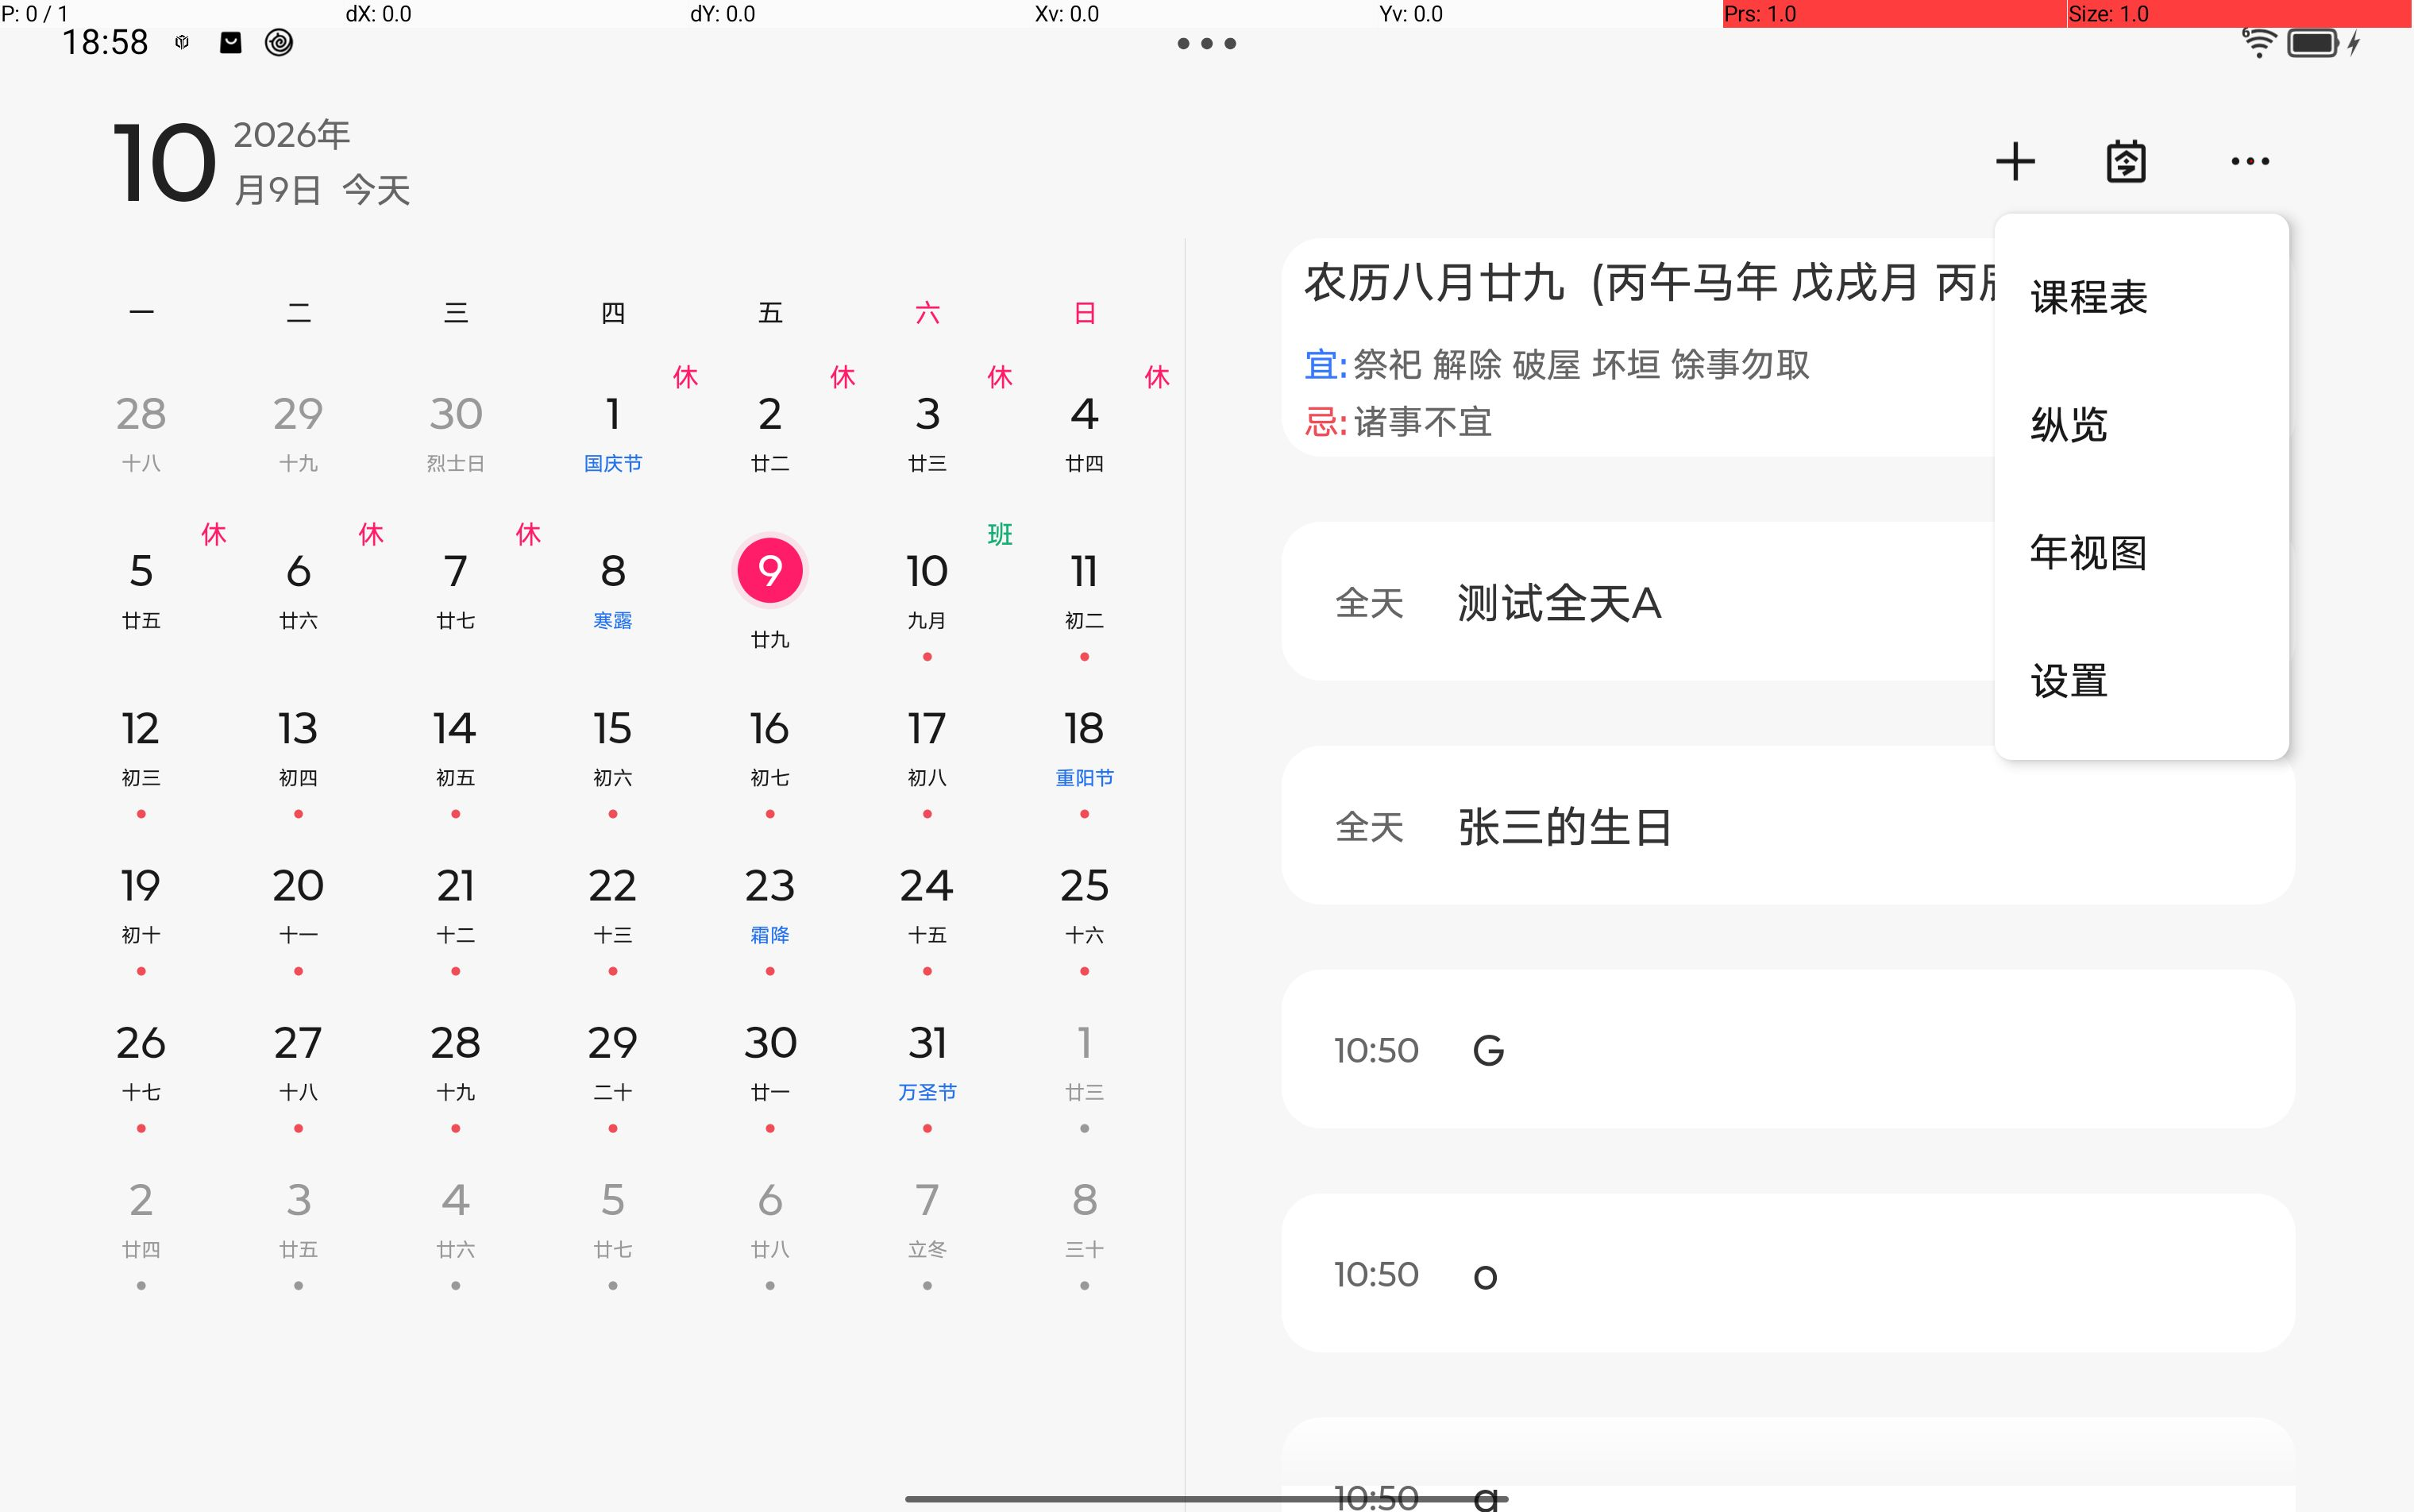 P: 0 / 1 dX: 0.0 dY: 0.0 Xv: 0.0 Yv: 0.0 Prs: 1.0 Size: 1.0
18:58
10 2026年
月9日 今天
一 二 三 四 五 六 日
休 休 休 休
28 29 30 1 2 3 4
十八 十九 烈士日 国庆节 廿二 廿三 廿四
休 休 休 班
5 6 7 8 9 10 11
廿五 廿六 廿七 寒露 廿九 九月 初二
12 13 14 15 16 17 18
初三 初四 初五 初六 初七 初八 重阳节
19 20 21 22 23 24 25
初十 十一 十二 十三 霜降 十五 十六
26 27 28 29 30 31 1
十七 十八 十九 二十 廿一 万圣节 廿三
2 3 4 5 6 7 8
廿四 廿五 廿六 廿七 廿八 立冬 三十
农历八月廿九 (丙午马年 戊戌月 丙
宜: 祭祀 解除 破屋 坏垣 馀事勿取
忌: 诸事不宜
全天 测试全天A
全天 张三的生日
10:50 G
10:50 o
10:50
课程表
纵览
年视图
设置